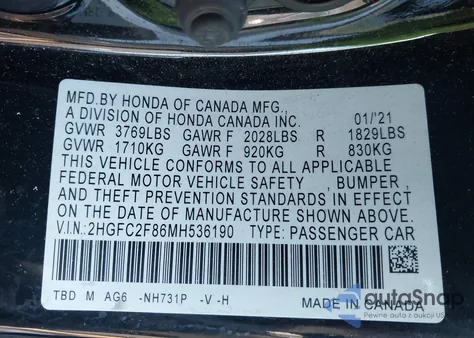 MFD.BY HONDA OF CANADA MFG.,
A DIVISION OF HONDA CANADA INC. 01/'21
GVWR 3769LBS GAWR F 2028LBS R 1829LBS
GVWR 1710KG GAWR F 920KG R 830KG
THIS VEHICLE CONFORMS TO ALL APPLICABLE
FEDERAL MOTOR VEHICLE SAFETY , BUMPER ,
AND THEFT PREVENTION STANDARDS IN EFFECT
ON THE DATE OF MANUFACTURE SHOWN ABOVE.
V.I.N.: 2HGFC2F86MH536190 TYPE: PASSENGER CAR
TBD M AG6 -NH731P -V -H MADE IN CANADA
autoSnap
Pewne auta z dostawą